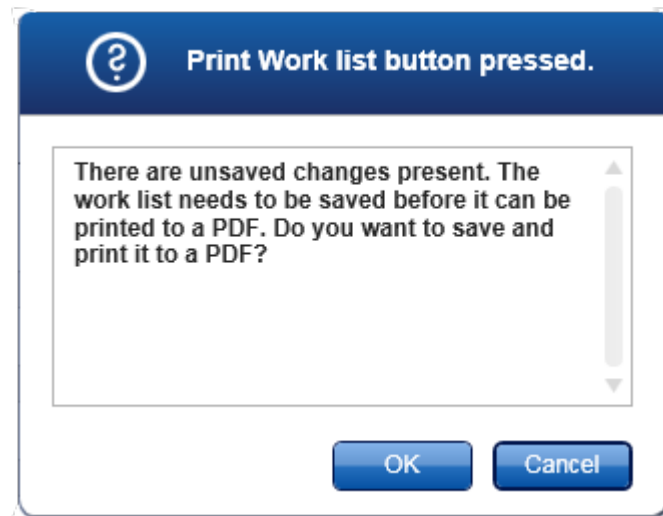 Print Work list button pressed.
There are unsaved changes present. The
work list needs to be saved before it can be
printed to a PDF. Do you want to save and
print it to a PDF?
OK
Cancel